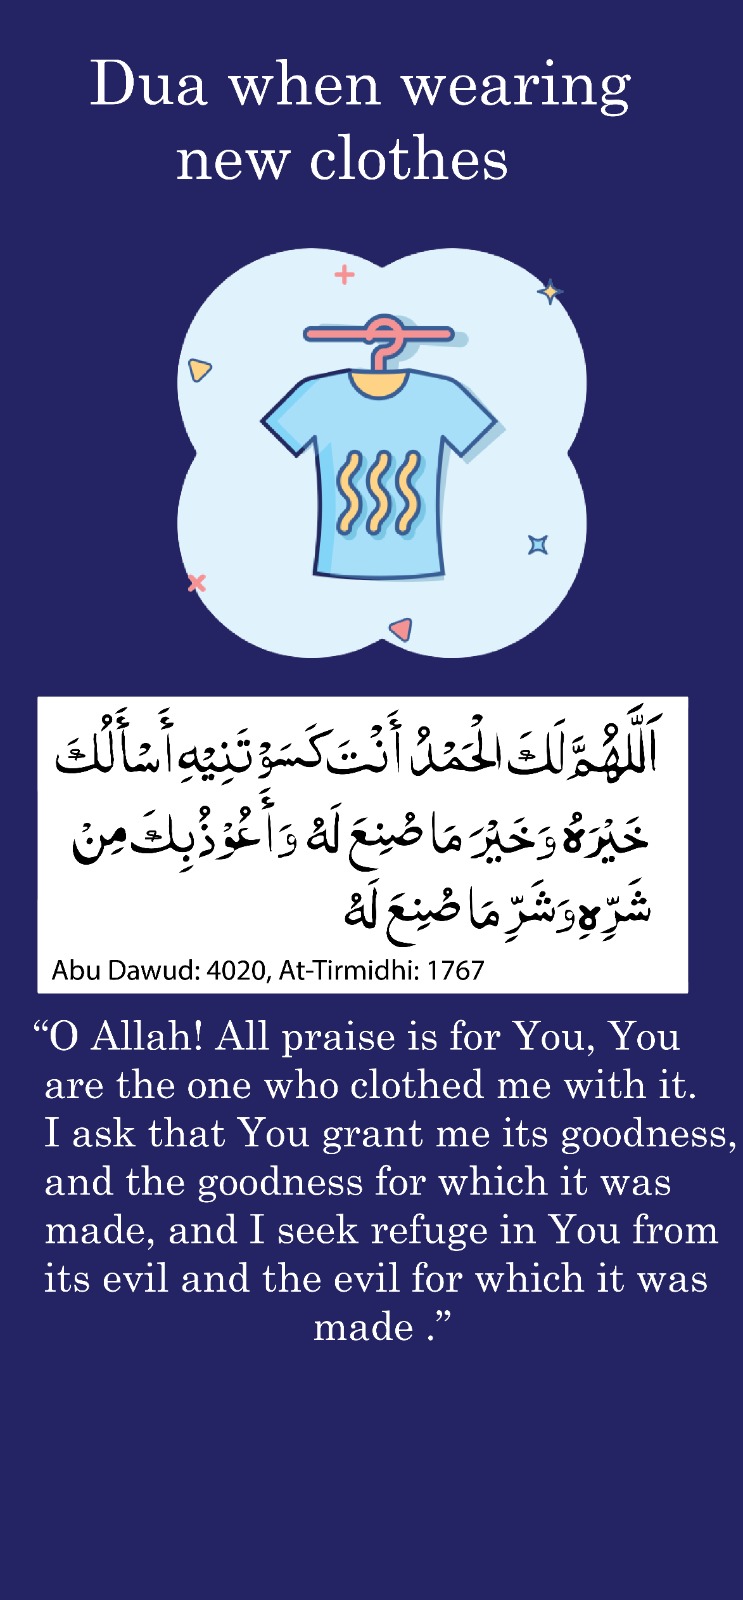 Dua when wearing
new clothes
اَللّٰهُمَّ لَكَ الْحَمْدُ أَنْتَ كَسَوْتَنِيْهِ أَسْأَلُكَ
خَيْرَهُ وَخَيْرَ مَا صُنِعَ لَهُ وَأَعُوْذُ بِكَ مِنْ
شَرِّهِ وَشَرِّ مَا صُنِعَ لَهُ
Abu Dawud: 4020, At-Tirmidhi: 1767
“O Allah! All praise is for You, You
are the one who clothed me with it.
I ask that You grant me its goodness,
and the goodness for which it was
made, and I seek refuge in You from
its evil and the evil for which it was
made .”